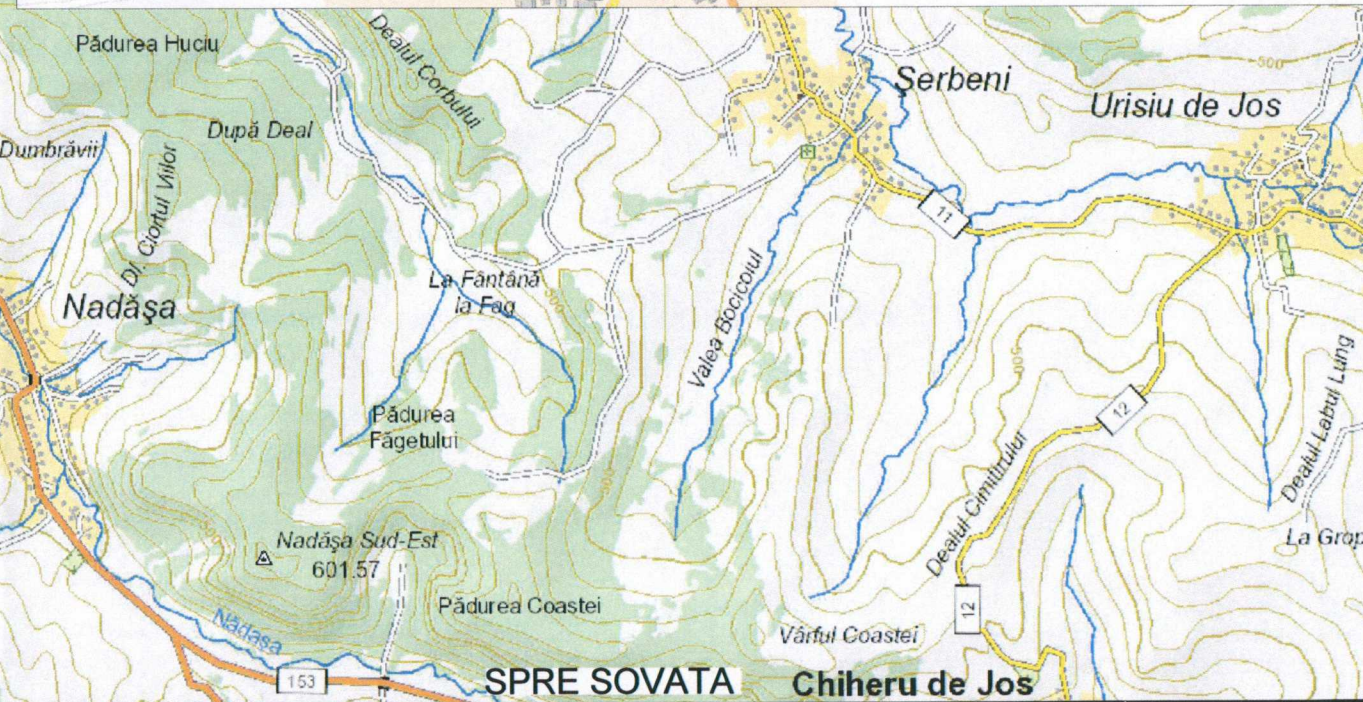 Pădurea Huciu
Dealul Corbului
Şerbeni
500
Urisiu de Jos
După Deal
Dumbrăvii
Dl. Ciortul Viilor
11
La Fântână
la Fag
500
Nadăşa
Valea Bocicoiul
500
12
Dealul Labul Lung
Pădurea
Făgetului
Dealul Cimitirului
500
500
Nadăşa Sud-Est
601.57
La Grop
12
Pădurea Coastei
Nădaşa
Vârful Coastei
153
SPRE SOVATA
Chiheru de Jos